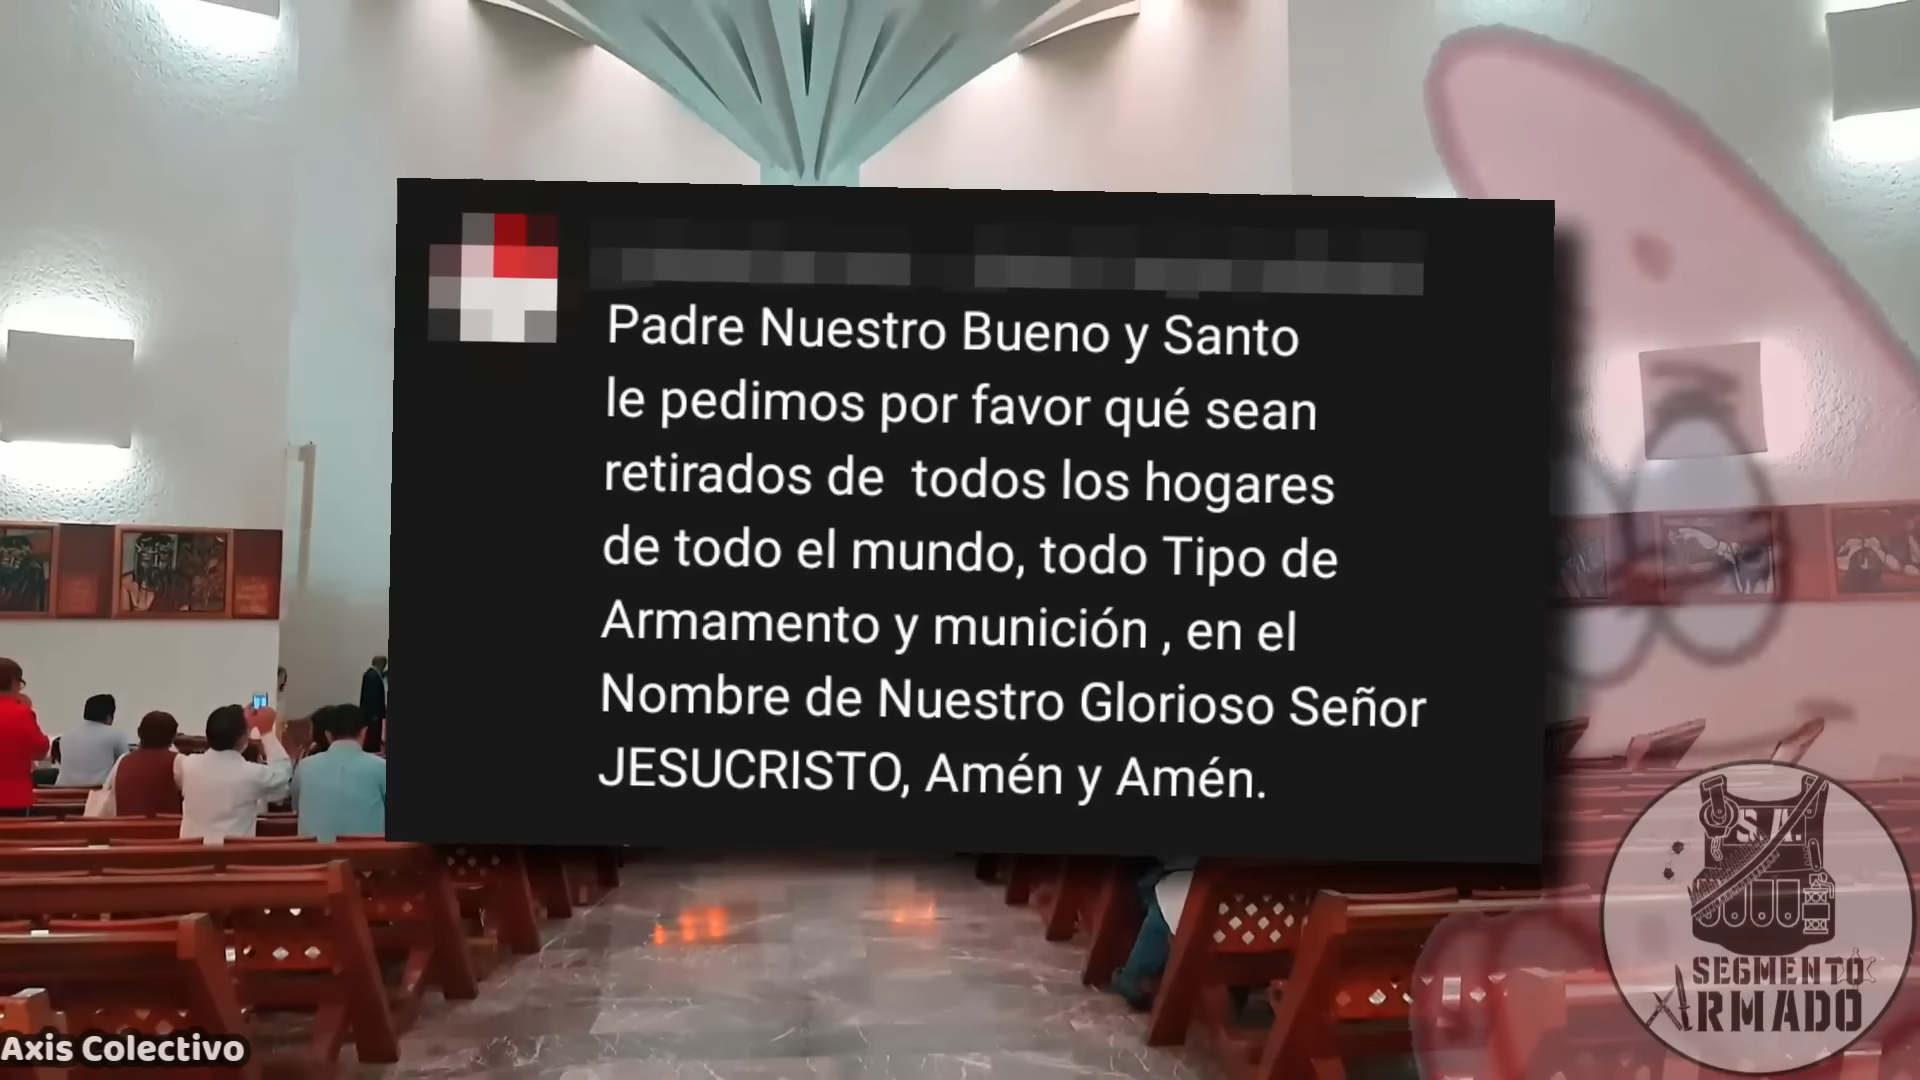 Padre Nuestro Bueno y Santo
le pedimos por favor qué sean
retirados de todos los hogares
de todo el mundo, todo Tipo de
Armamento y munición , en el
Nombre de Nuestro Glorioso Señor
JESUCRISTO, Amén y Amén.
S.A.
SEGMENTO
ARMADO
Axis Colectivo